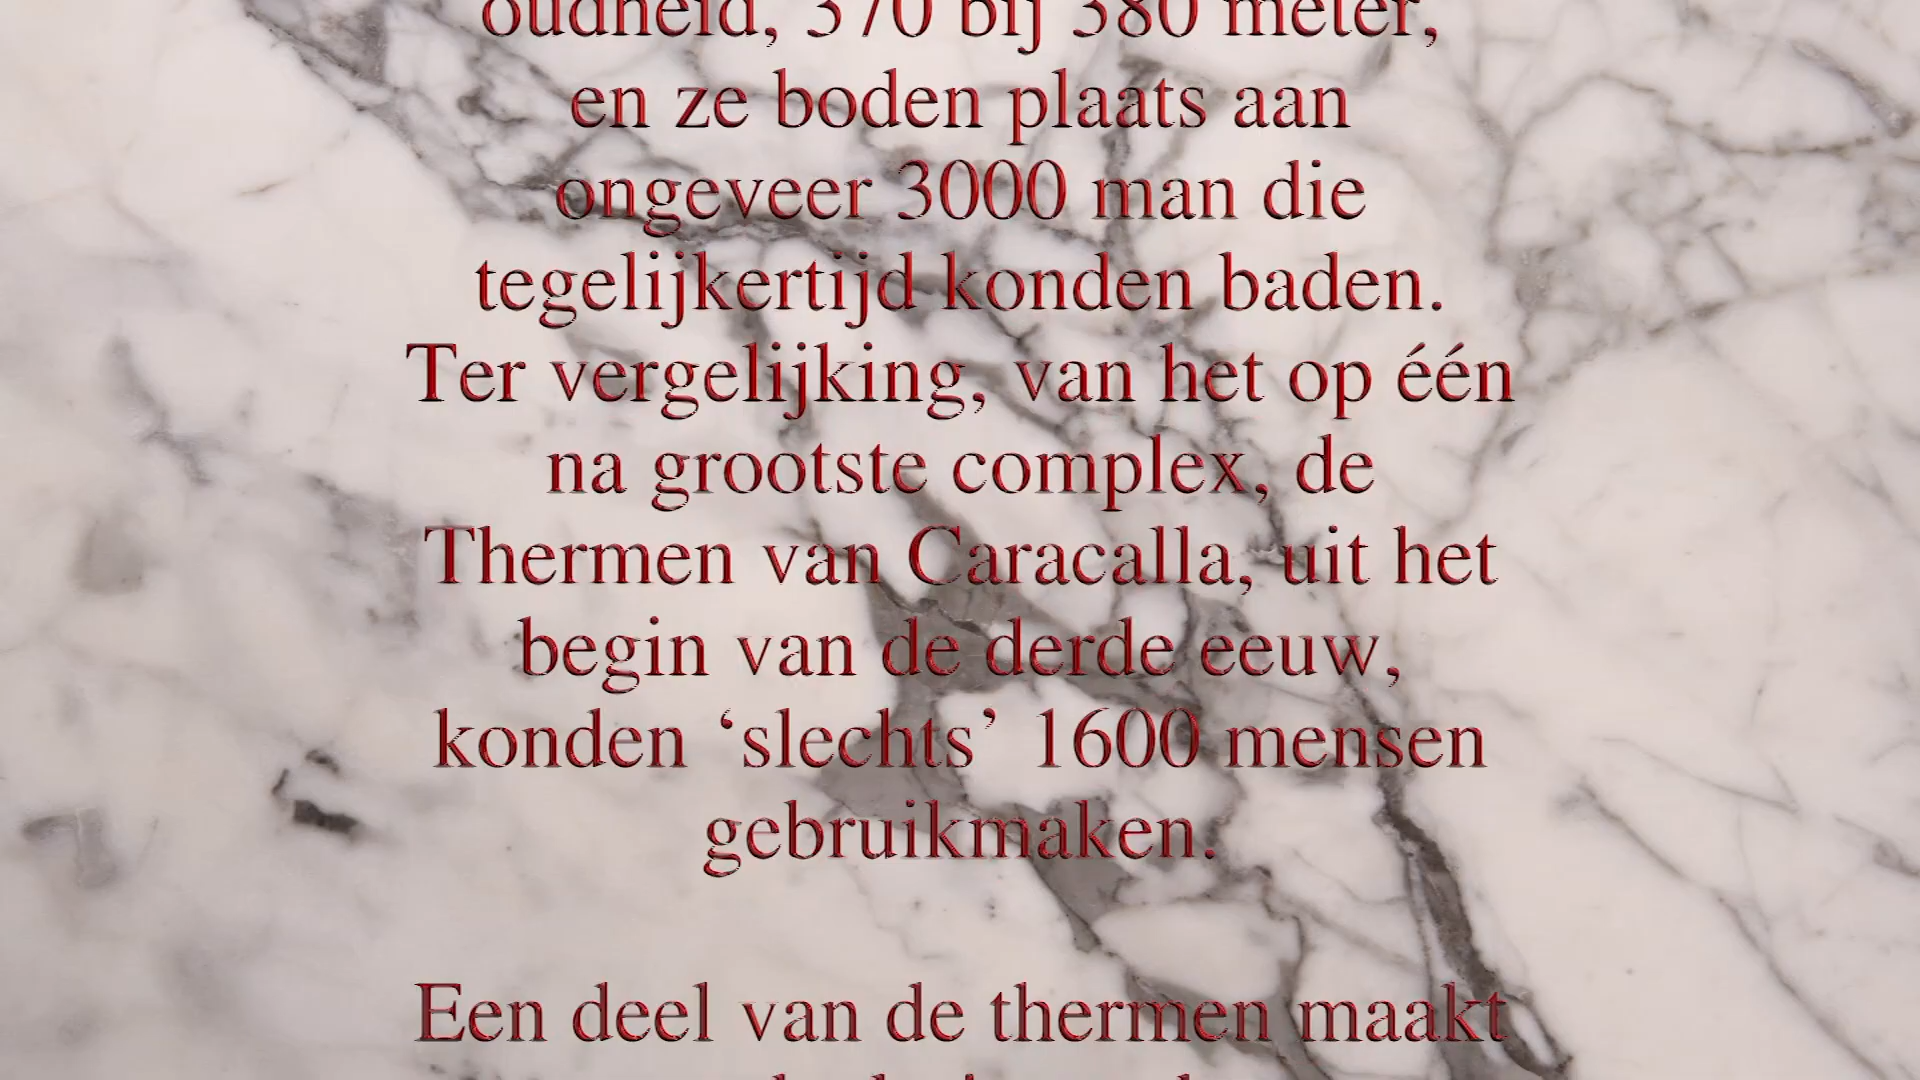 oudheid, 370 bij 380 meter,
en ze boden plaats aan
ongeveer 3000 man die
tegelijkertijd konden baden.
Ter vergelijking, van het op één
na grootste complex, de
Thermen van Caracalla, uit het
begin van de derde eeuw,
konden ‘slechts’ 1600 mensen
gebruikmaken.
Een deel van de thermen maakt